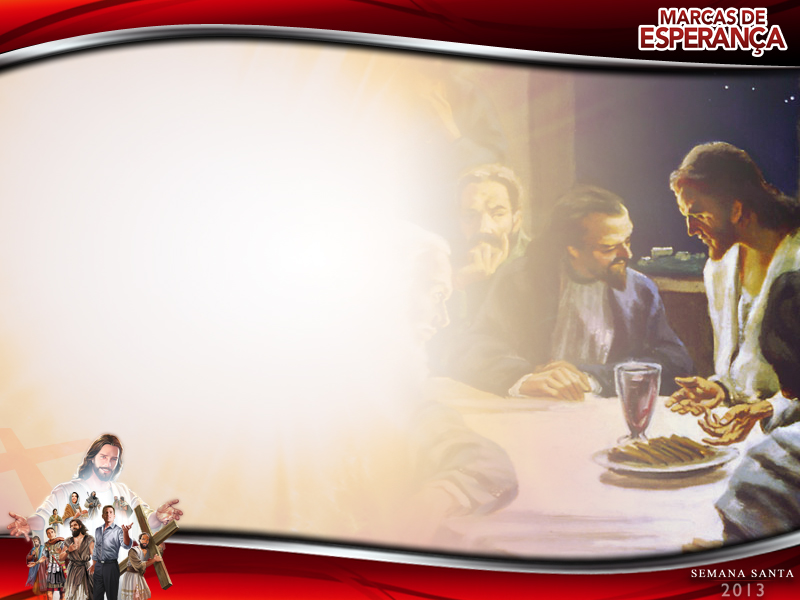 MARCAS DE
ESPERANÇA
SEMANA SANTA
2013